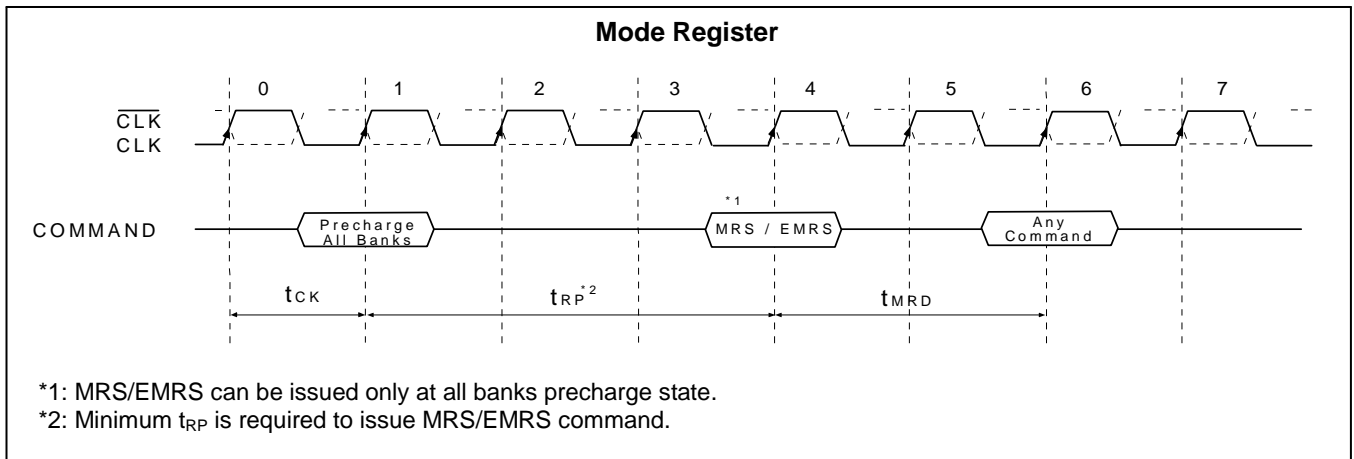 Mode Register
0 1 2 3 4 5 6 7
CLK
CLK
*1
COMMAND
Precharge
All Banks
MRS / EMRS
Any
Command
tCK
tRP*2
tMRD
*1: MRS/EMRS can be issued only at all banks precharge state.
*2: Minimum tRP is required to issue MRS/EMRS command.